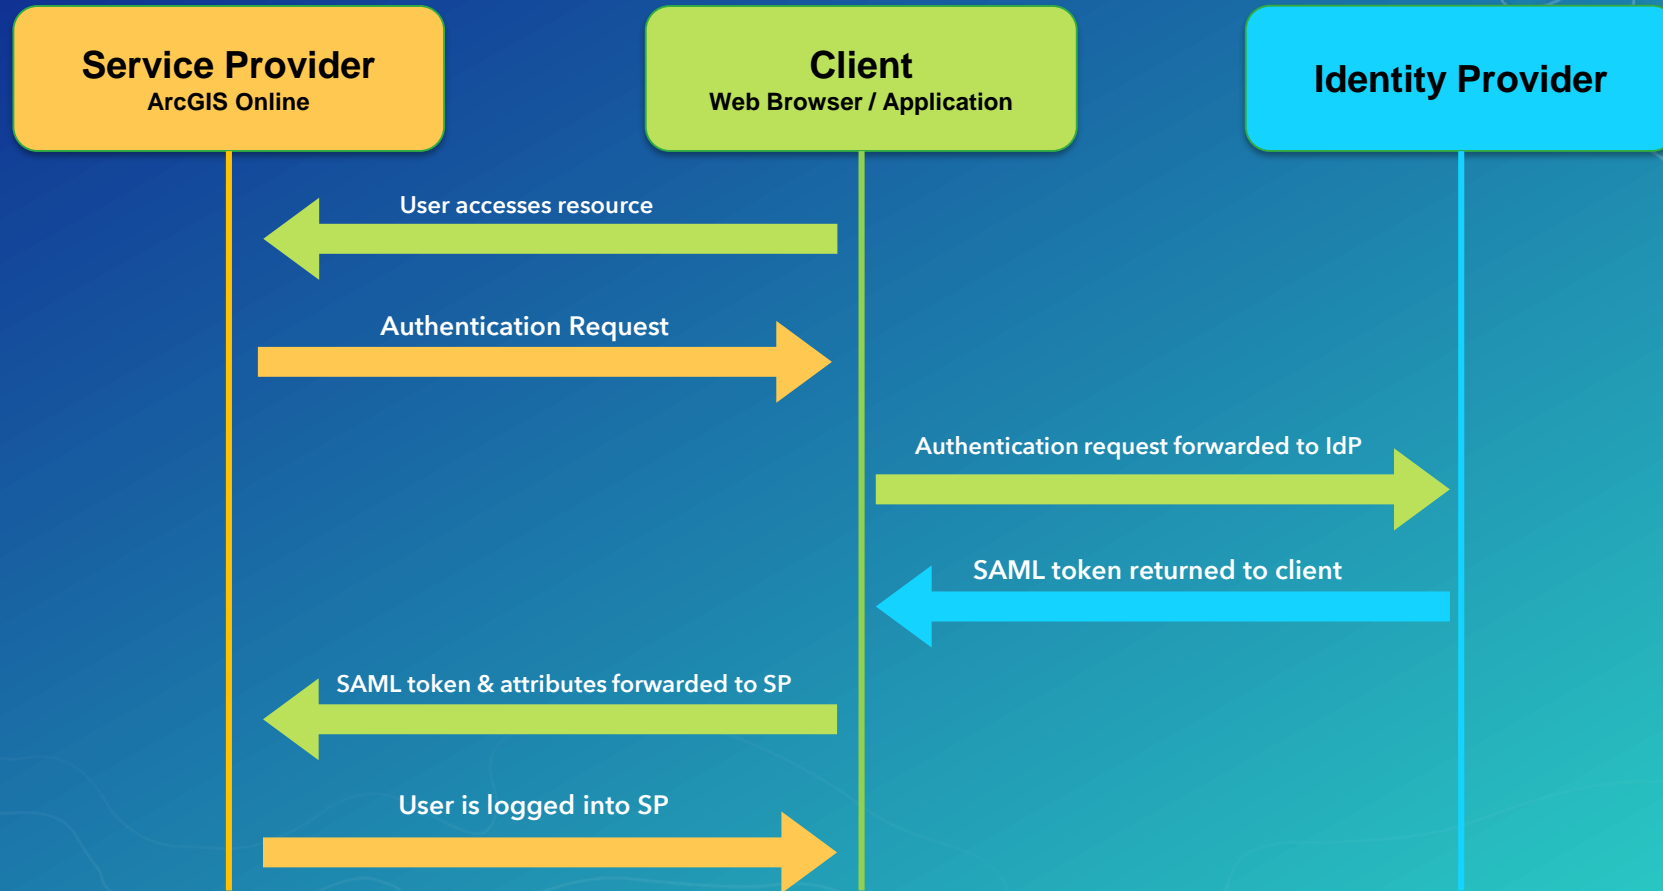 Service Provider
ArcGIS Online
Client
Web Browser / Application
Identity Provider
User accesses resource
Authentication Request
Authentication request forwarded to IdP
SAML token returned to client
SAML token & attributes forwarded to SP
User is logged into SP